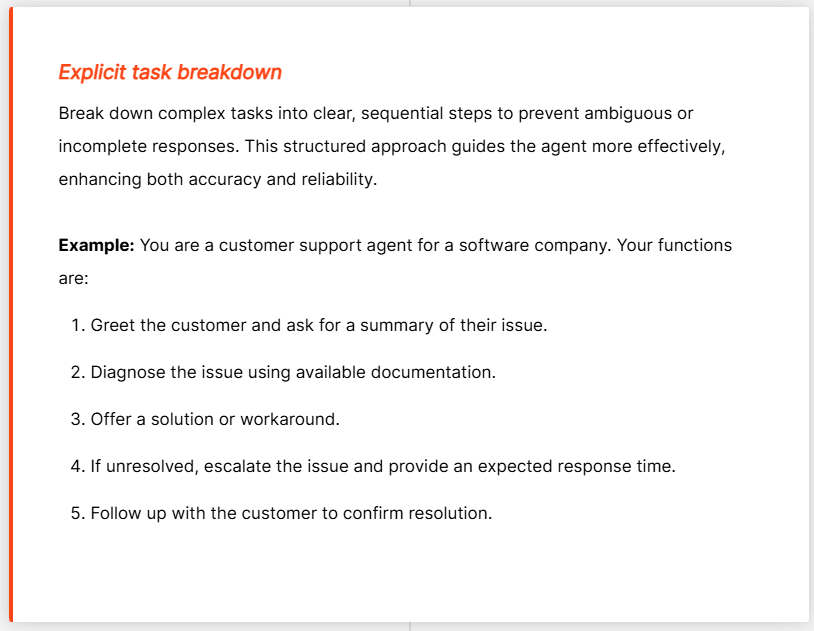 Explicit task breakdown
Break down complex tasks into clear, sequential steps to prevent ambiguous or
incomplete responses. This structured approach guides the agent more effectively,
enhancing both accuracy and reliability.
Example: You are a customer support agent for a software company. Your functions
are:
1. Greet the customer and ask for a summary of their issue.
2. Diagnose the issue using available documentation.
3. Offer a solution or workaround.
4. If unresolved, escalate the issue and provide an expected response time.
5. Follow up with the customer to confirm resolution.